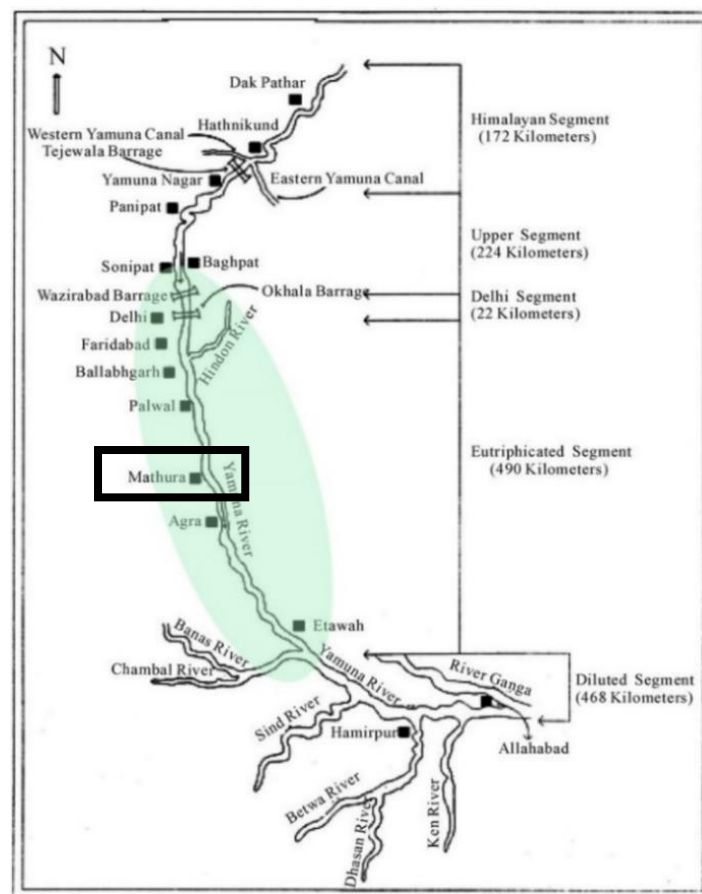 N
Dak Pathar
Hathnikund
Western Yamuna Canal
Tejewala Barrage
Yamuna Nagar
Eastern Yamuna Canal
Panipat
Sonipat
Baghpat
Wazirabad Barrage
Okhala Barrage
Delhi
Faridabad
Hindon River
Ballabhgarh
Palwal
Mathura
Yamuna River
Agra
Etawah
Banas River
Chambal River
Yamuna River
River Ganga
Sind River
Hamirpur
Allahabad
Betwa River
Dhasan River
Ken River
Himalayan Segment
(172 Kilometers)
Upper Segment
(224 Kilometers)
Delhi Segment
(22 Kilometers)
Eutriphicated Segment
(490 Kilometers)
Diluted Segment
(468 Kilometers)